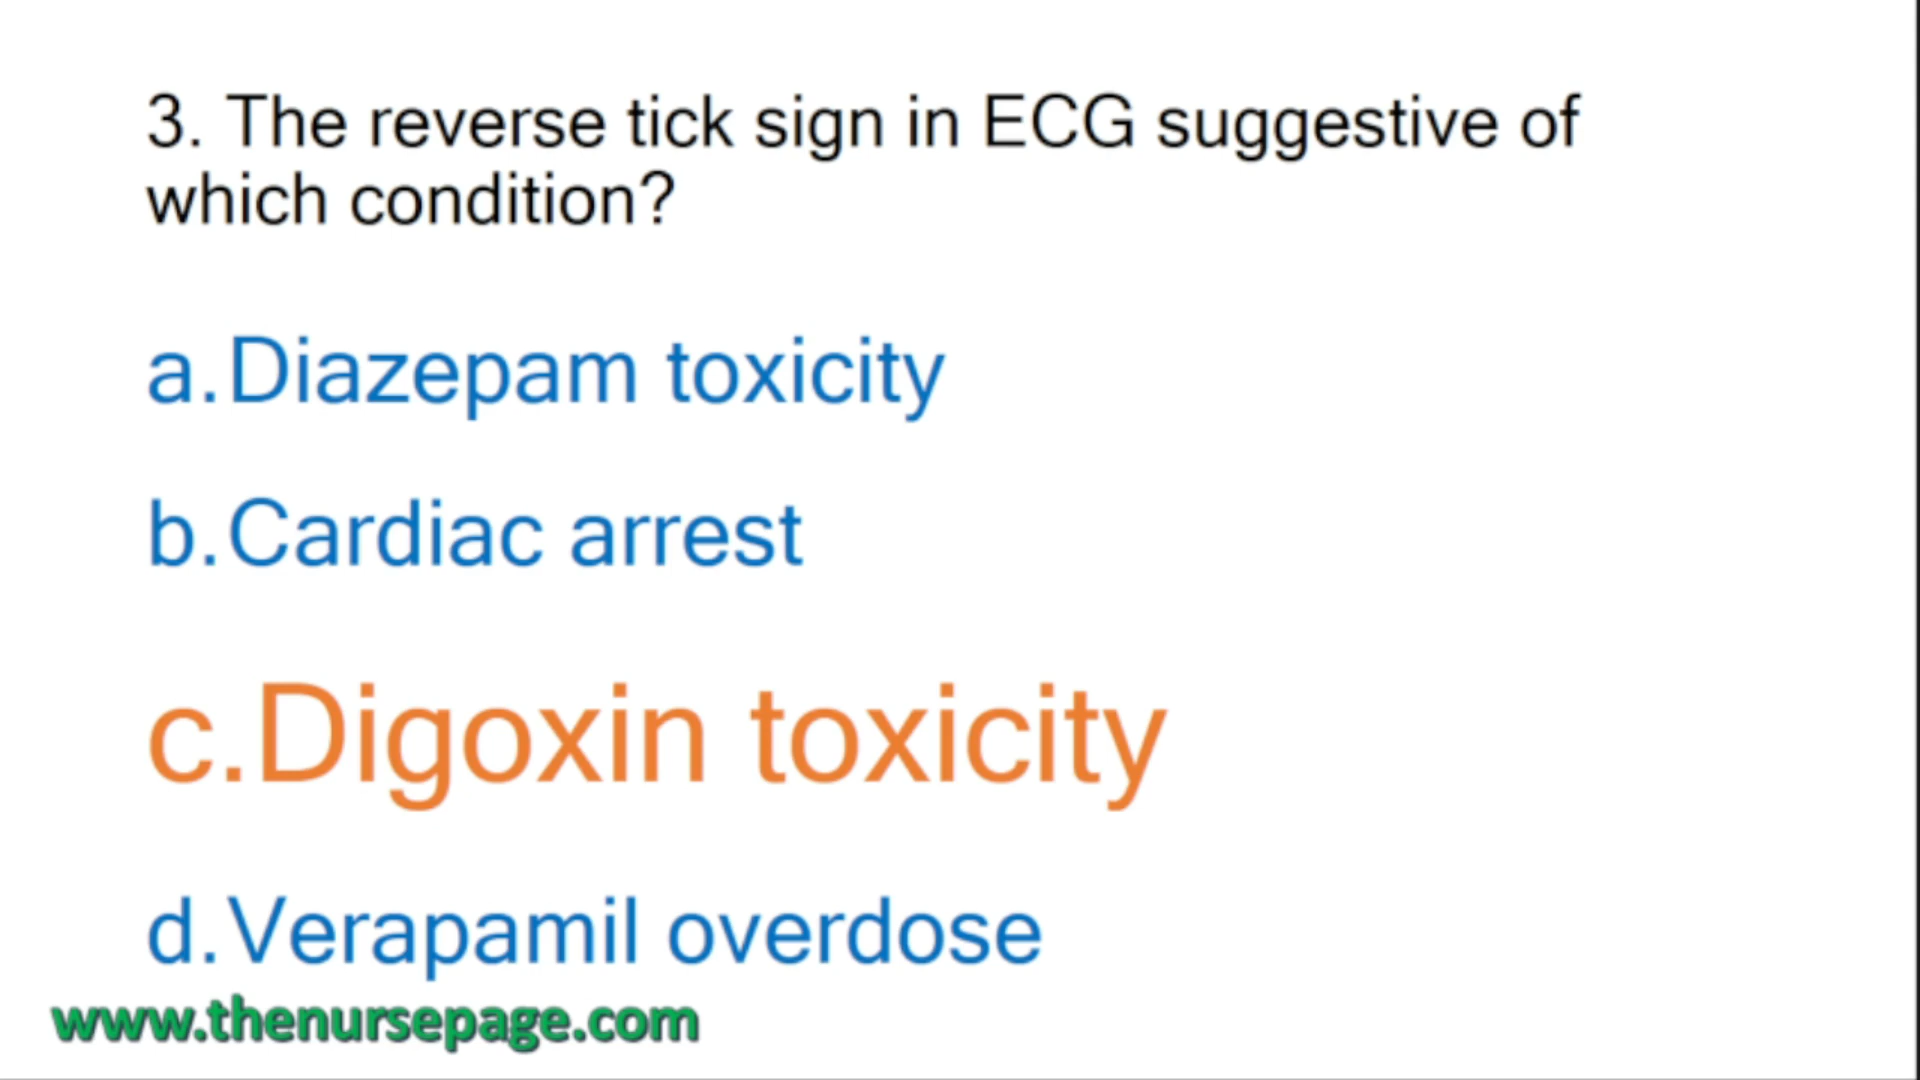 3. The reverse tick sign in ECG suggestive of
which condition?
a.Diazepam toxicity
b.Cardiac arrest
c.Digoxin toxicity
d.Verapamil overdose
www.thenursepage.com